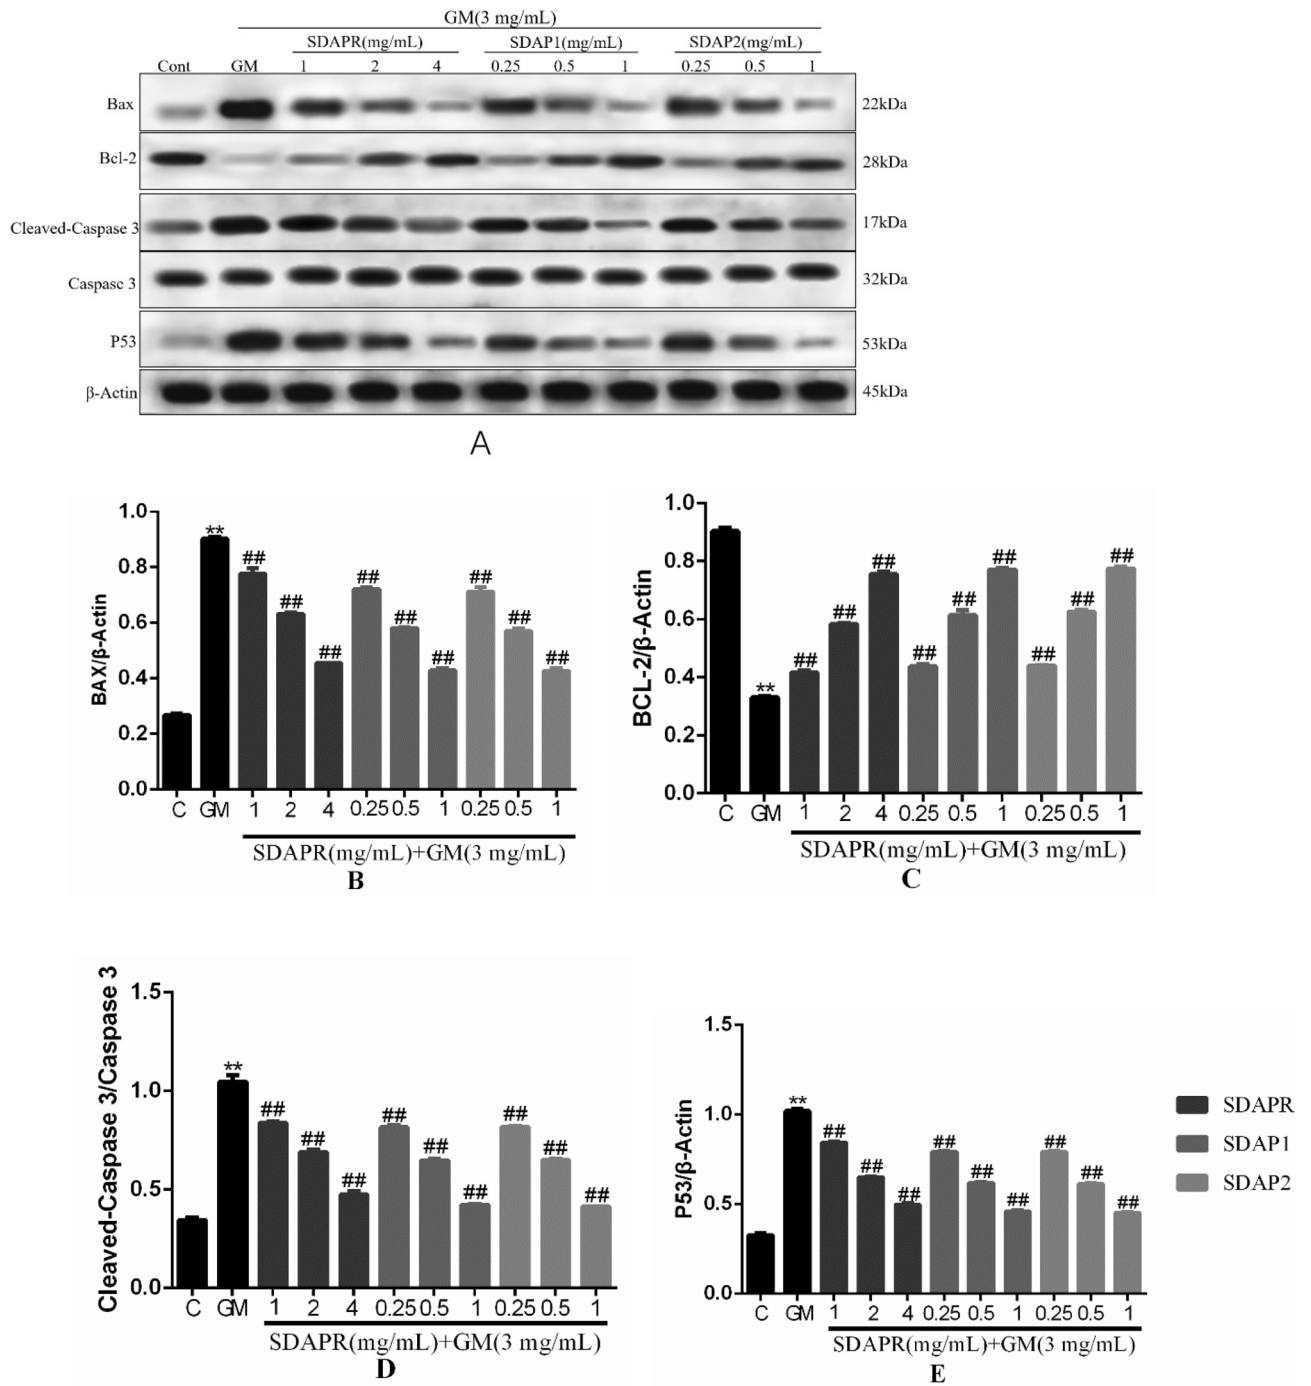 GM(3 mg/mL)
SDAPR(mg/mL) SDAP1(mg/mL) SDAP2(mg/mL)
Cont GM 1 2 4 0.25 0.5 1 0.25 0.5 1
Bax 22kDa
Bcl-2 28kDa
Cleaved-Caspase 3 17kDa
Caspase 3 32kDa
P53 53kDa
β-Actin 45kDa
A
BAX/β-Actin
1.0
0.8
0.6
0.4
0.2
0.0
** ## ## ## ## ## ## ## ## ##
C GM 1 2 4 0.25 0.5 1 0.25 0.5 1
SDAPR(mg/mL)+GM(3 mg/mL)
B
BCL-2/β-Actin
1.0
0.8
0.6
0.4
0.2
0.0
** ## ## ## ## ## ## ## ## ##
C GM 1 2 4 0.25 0.5 1 0.25 0.5 1
SDAPR(mg/mL)+GM(3 mg/mL)
C
Cleaved-Caspase 3/Caspase 3
1.5
1.0
0.5
0.0
** ## ## ## ## ## ## ## ## ##
C GM 1 2 4 0.25 0.5 1 0.25 0.5 1
SDAPR(mg/mL)+GM(3 mg/mL)
D
P53/β-Actin
1.5
1.0
0.5
0.0
** ## ## ## ## ## ## ## ## ##
C GM 1 2 4 0.25 0.5 1 0.25 0.5 1
SDAPR(mg/mL)+GM(3 mg/mL)
E
SDAPR
SDAP1
SDAP2